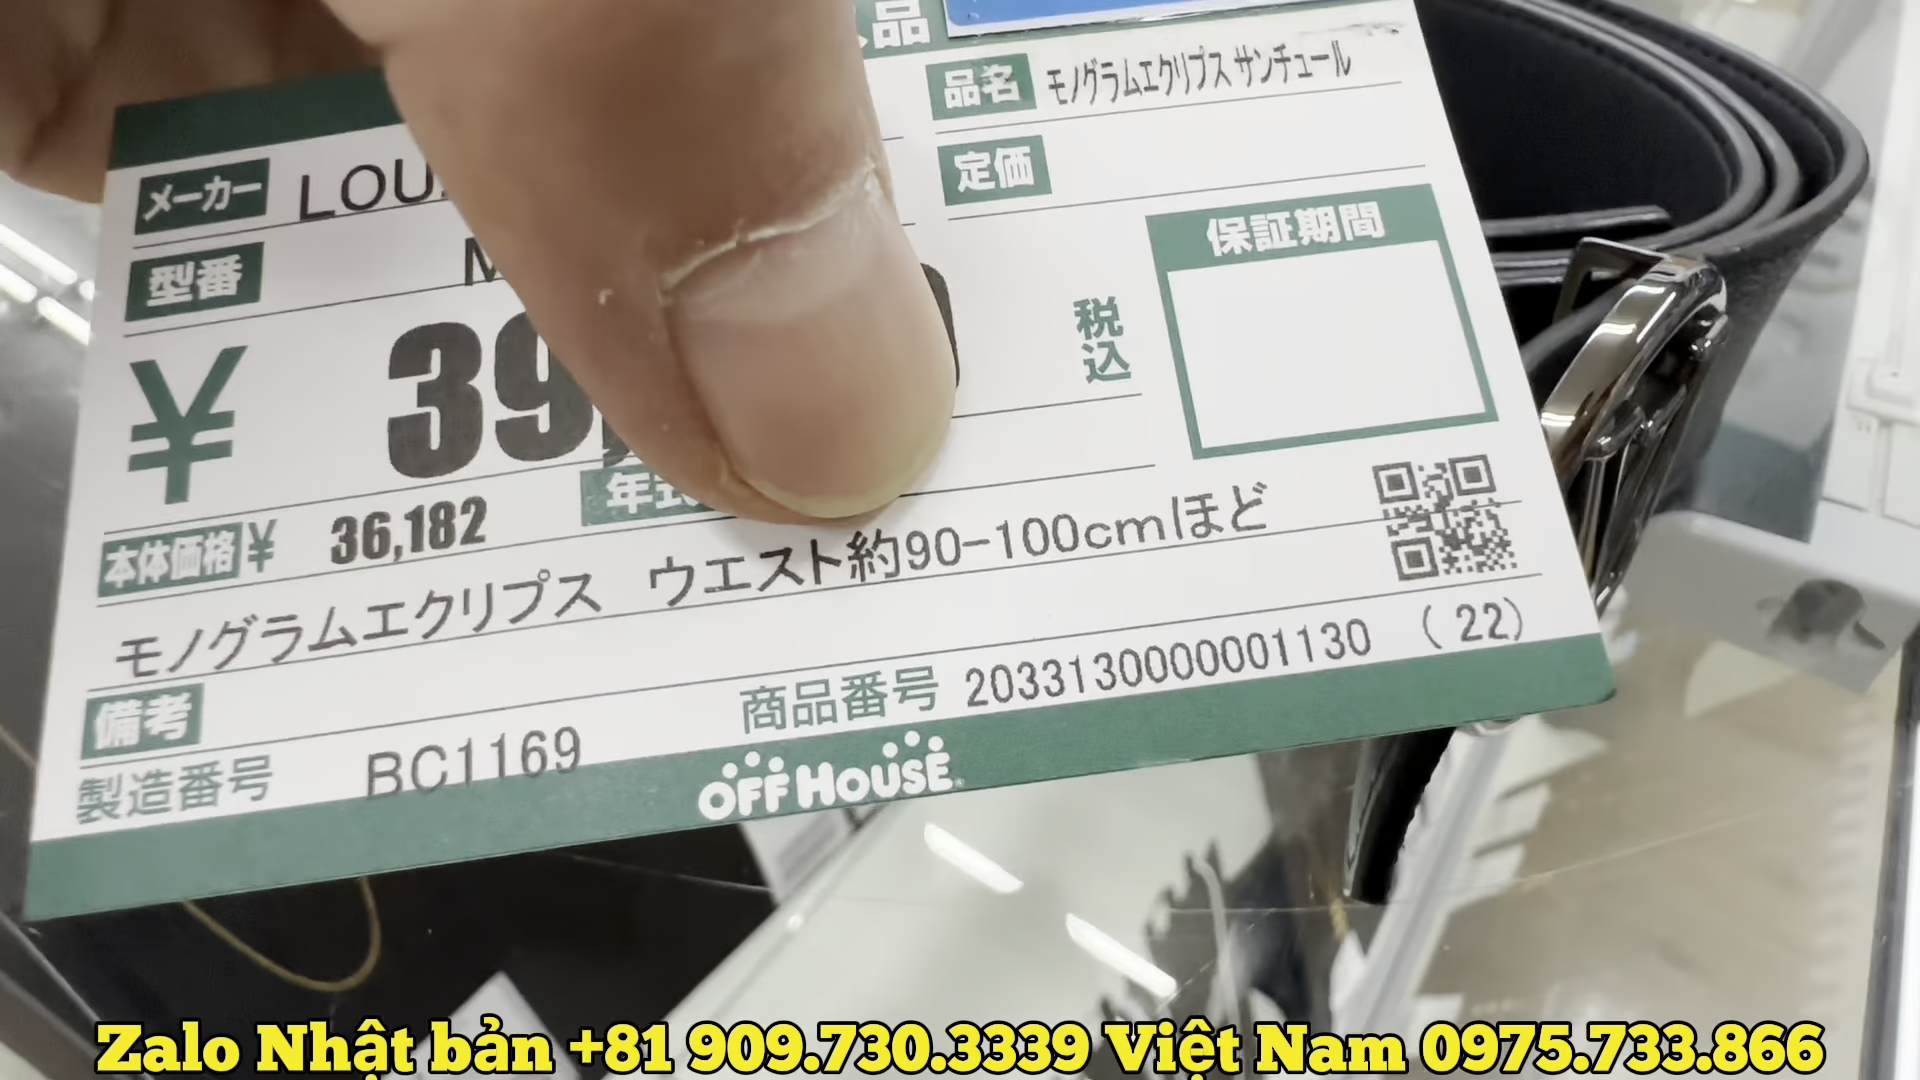 品
品名 モノグラムエクリプス サンチュール
定価
メーカー LOU
型番 M
保証期間
¥ 39,
税込
年式
本体価格 ¥ 36,182
モノグラムエクリプス ウエスト約90-100cmほど
備考
商品番号 2033130000001130 (22)
製造番号 BC1169
OFF HOUSE
Zalo Nhật bản +81 909.730.3339 Việt Nam 0975.733.866